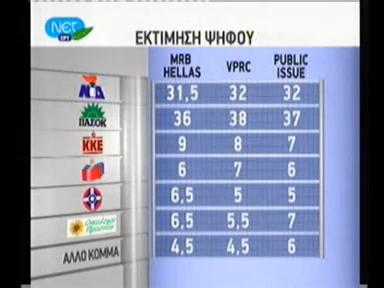 NET
ΕΡΤ
ΕΚΤΙΜΗΣΗ ΨΗΦΟΥ
MRB HELLAS VPRC PUBLIC ISSUE
ΝΔ 31,5 32 32
ΠΑΣΟΚ 36 38 37
ΚΚΕ 9 8 7
6 7 6
6,5 5 5
Οικολόγοι Πράσινοι 6,5 5,5 7
ΑΛΛΟ ΚΟΜΜΑ 4,5 4,5 6